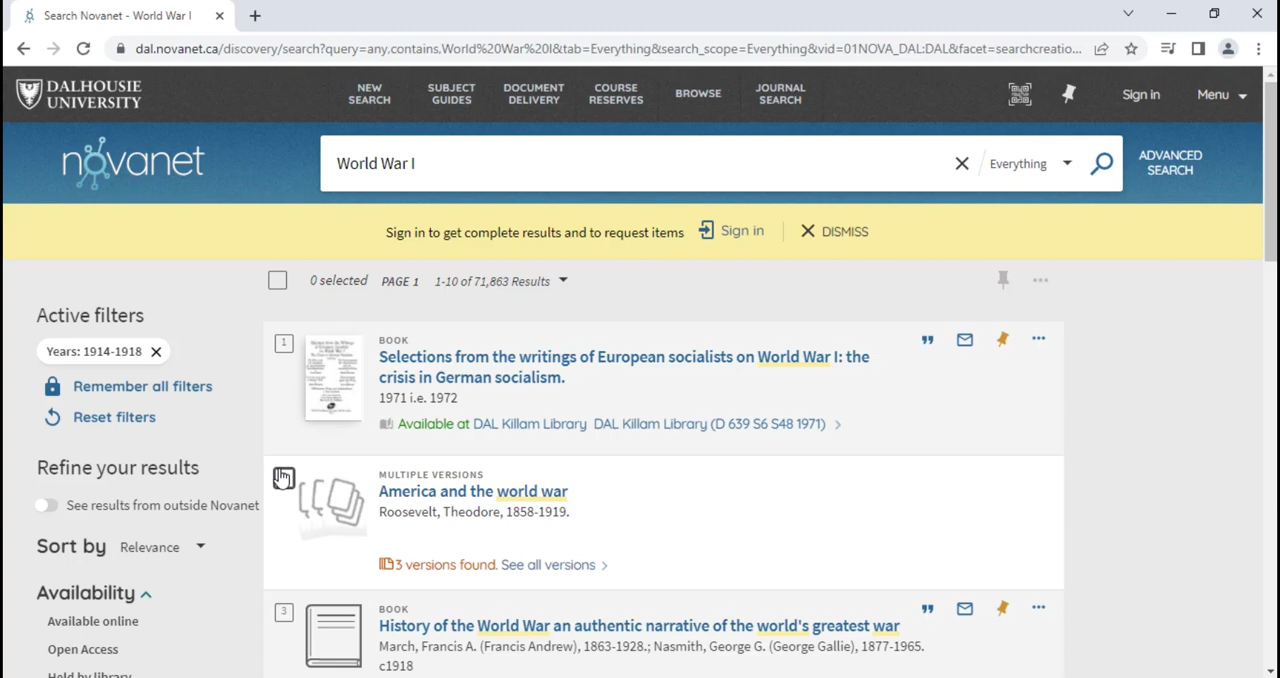 Search Novanet - World War I
dal.novanet.ca/discovery/search?query=any,contains,World%20War%20I&tab=Everything&search_scope=Everything&vid=01NOVA_DAL:DAL&facet=searchcreatio...
DALHOUSIE UNIVERSITY
NEW SEARCH
SUBJECT GUIDES
DOCUMENT DELIVERY
COURSE RESERVES
BROWSE
JOURNAL SEARCH
Sign in
Menu
novanet
World War I
Everything
ADVANCED SEARCH
Sign in to get complete results and to request items
Sign in
DISMISS
0 selected PAGE 1 1-10 of 71,863 Results
Active filters
Years: 1914-1918
Remember all filters
Reset filters
Refine your results
See results from outside Novanet
Sort by Relevance
Availability
Available online
Open Access
Held by library
1
BOOK
Selections from the writings of European socialists on World War I: the
crisis in German socialism.
1971 i.e. 1972
Available at DAL Killam Library DAL Killam Library (D 639 S6 S48 1971)
MULTIPLE VERSIONS
America and the world war
Roosevelt, Theodore, 1858-1919.
3 versions found. See all versions
3
BOOK
History of the World War an authentic narrative of the world's greatest war
March, Francis A. (Francis Andrew), 1863-1928.; Nasmith, George G. (George Gallie), 1877-1965.
c1918